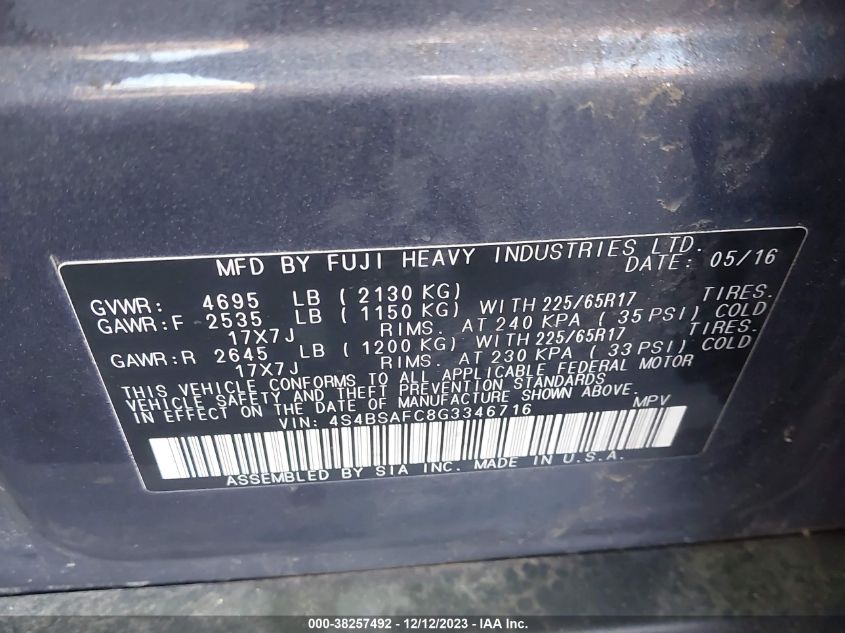 MFD BY FUJI HEAVY INDUSTRIES LTD.
DATE: 05/16
GVWR: 4695 LB ( 2130 KG)
GAWR:F 2535 LB ( 1150 KG) WITH 225/65R17 TIRES.
17X7J RIMS. AT 240 KPA ( 35 PSI) COLD
GAWR:R 2645 LB ( 1200 KG) WITH 225/65R17 TIRES.
17X7J RIMS. AT 230 KPA ( 33 PSI) COLD
THIS VEHICLE CONFORMS TO ALL APPLICABLE FEDERAL MOTOR
VEHICLE SAFETY AND THEFT PREVENTION STANDARDS
IN EFFECT ON THE DATE OF MANUFACTURE SHOWN ABOVE.
VIN: 4S4BSAFC8G3346716 MPV
ASSEMBLED BY SIA INC. MADE IN U.S.A.
000-38257492 - 12/12/2023 - IAA Inc.